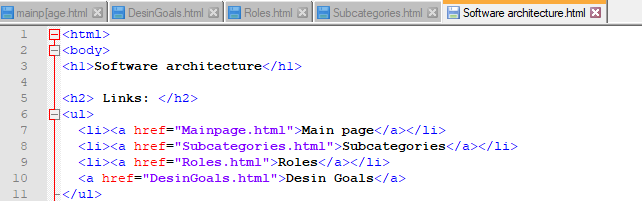 mainp[age.html DesinGoals.html Roles.html Subcategories.html Software architecture.html
1 <html>
2 <body>
3 <h1>Software architecture</h1>
4
5 <h2> Links: </h2>
6 <ul>
7 <li><a href="Mainpage.html">Main page</a></li>
8 <li><a href="Subcategories.html">Subcategories</a></li>
9 <li><a href="Roles.html">Roles</a></li>
10 <a href="DesinGoals.html">Desin Goals</a>
11 </ul>